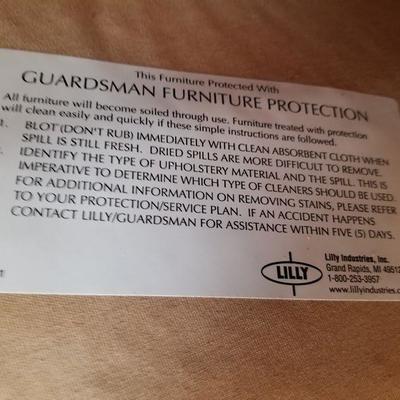 This Furniture Protected With
GUARDSMAN FURNITURE PROTECTION
All furniture will become soiled through use. Furniture treated with protection
will clean easily and quickly if these simple instructions are followed.
1. BLOT (DON'T RUB) IMMEDIATELY WITH CLEAN ABSORBENT CLOTH WHEN
SPILL IS STILL FRESH. DRIED SPILLS ARE MORE DIFFICULT TO REMOVE.
IDENTIFY THE TYPE OF UPHOLSTERY MATERIAL AND THE SPILL. THIS IS
IMPERATIVE TO DETERMINE WHICH TYPE OF CLEANERS SHOULD BE USED.
FOR ADDITIONAL INFORMATION ON REMOVING STAINS, PLEASE REFER
TO YOUR PROTECTION/SERVICE PLAN. IF AN ACCIDENT HAPPENS
CONTACT LILLY/GUARDSMAN FOR ASSISTANCE WITHIN FIVE (5) DAYS.
LILLY
Lilly Industries, Inc.
Grand Rapids, MI 49512
1-800-253-3957
www.lillyindustries.c